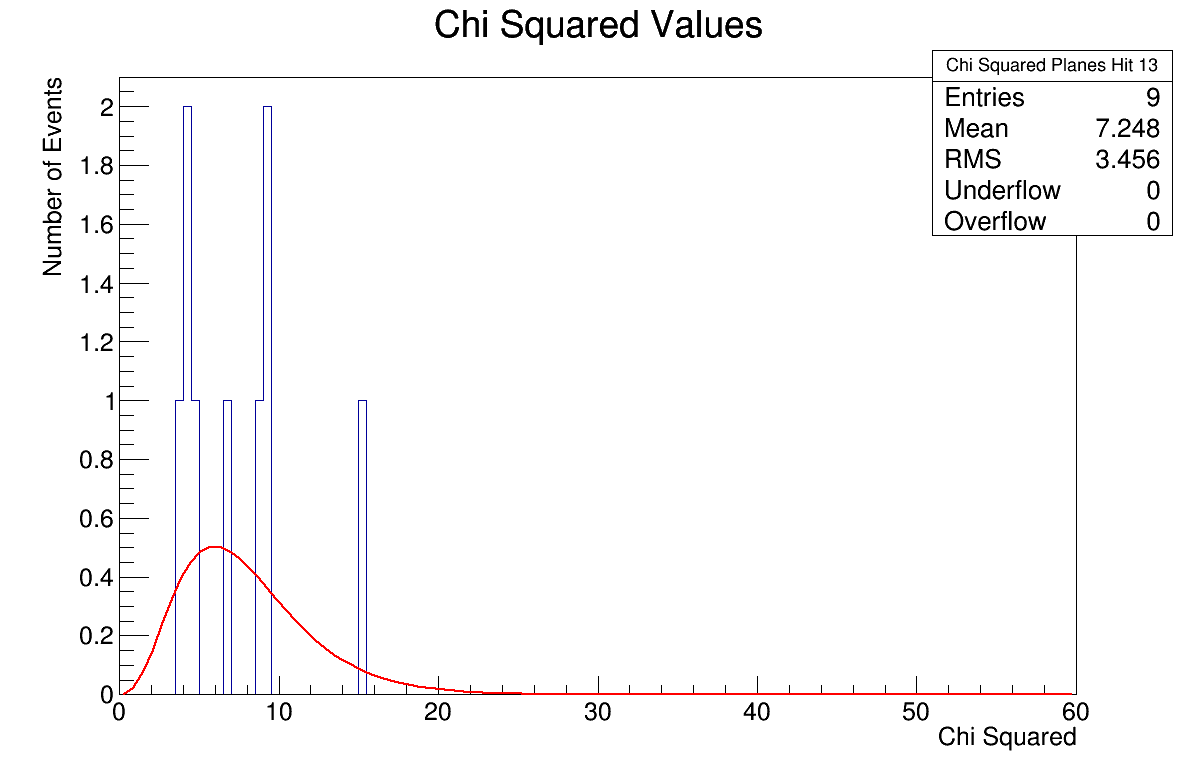 Chi Squared Values
Chi Squared Planes Hit 13
Entries 9
Mean 7.248
RMS 3.456
Underflow 0
Overflow 0
Number of Events
2
1.8
1.6
1.4
1.2
1
0.8
0.6
0.4
0.2
0
0 10 20 30 40 50 60
Chi Squared